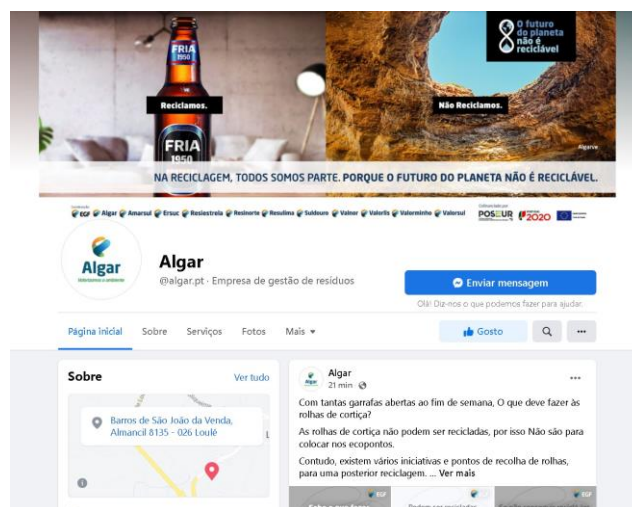 O futuro
do planeta
não é
reciclável
FRIA
1950
Reciclamos.
Não Reciclamos.
FRIA
1950
Algarve
NA RECICLAGEM, TODOS SOMOS PARTE. PORQUE O FUTURO DO PLANETA NÃO É RECICLÁVEL.
EGF Algar Amarsul Ersuc Resiestrela Resinorte Resulima Suldouro Valnor Valorlis Valorminho Valorsul
POSEUR 2020
Algar
Algar
@algar.pt · Empresa de gestão de resíduos
Enviar mensagem
Olá! Diz-nos o que podemos fazer para ajudar.
Página inicial Sobre Serviços Fotos Mais
Gosto
Sobre
Ver tudo
Barros de São João da Venda,
Almancil 8135 - 026 Loulé
L
Algar
Algar
21 min ·
Com tantas garrafas abertas ao fim de semana, O que deve fazer às
rolhas de cortiça?
As rolhas de cortiça não podem ser recicladas, por isso Não são para
colocar nos ecopontos.
Contudo, existem vários iniciativas e pontos de recolha de rolhas,
para uma posterior reciclagem. ... Ver mais
EGF
EGF